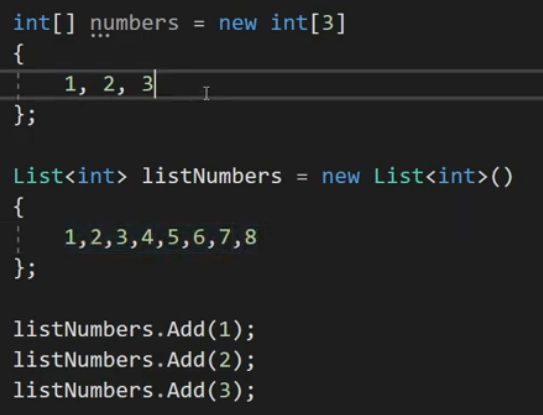 int[] numbers = new int[3]
{
    1, 2, 3
};
List<int> listNumbers = new List<int>()
{
    1,2,3,4,5,6,7,8
};
listNumbers.Add(1);
listNumbers.Add(2);
listNumbers.Add(3);